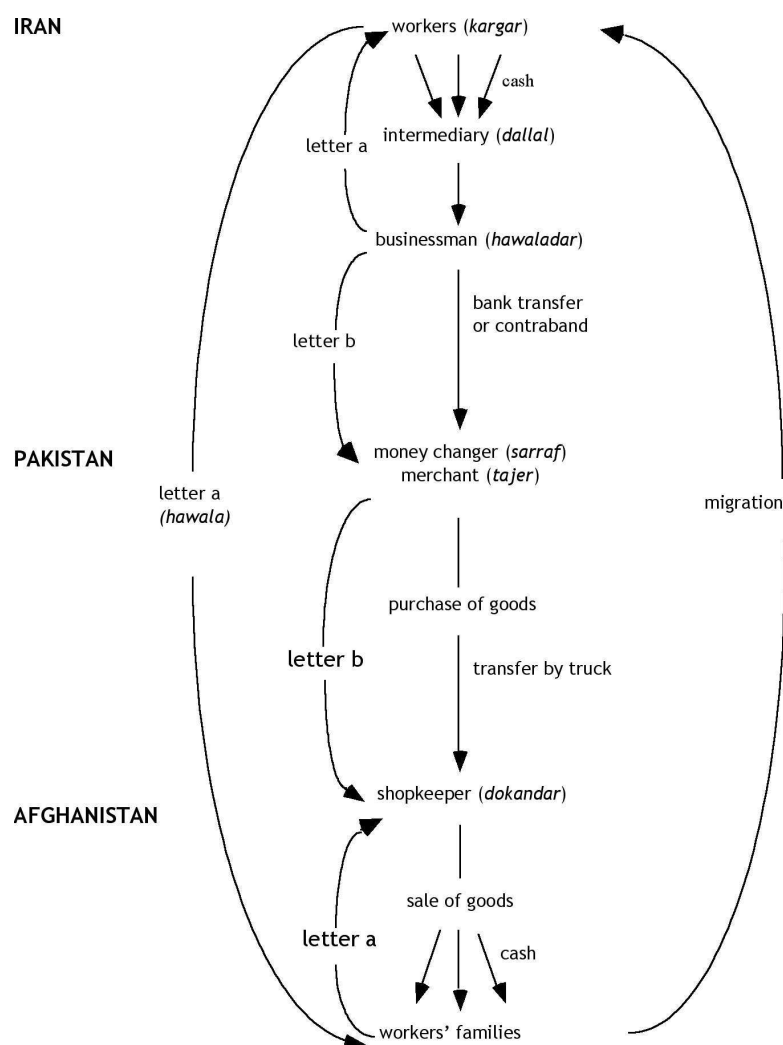 IRAN
workers (kargar)
cash
intermediary (dallal)
letter a
businessman (hawaladar)
bank transfer
or contraband
letter b
PAKISTAN
money changer (sarraf)
merchant (tajer)
letter a
(hawala)
migration
purchase of goods
letter b
transfer by truck
shopkeeper (dokandar)
AFGHANISTAN
sale of goods
letter a
cash
workers’ families